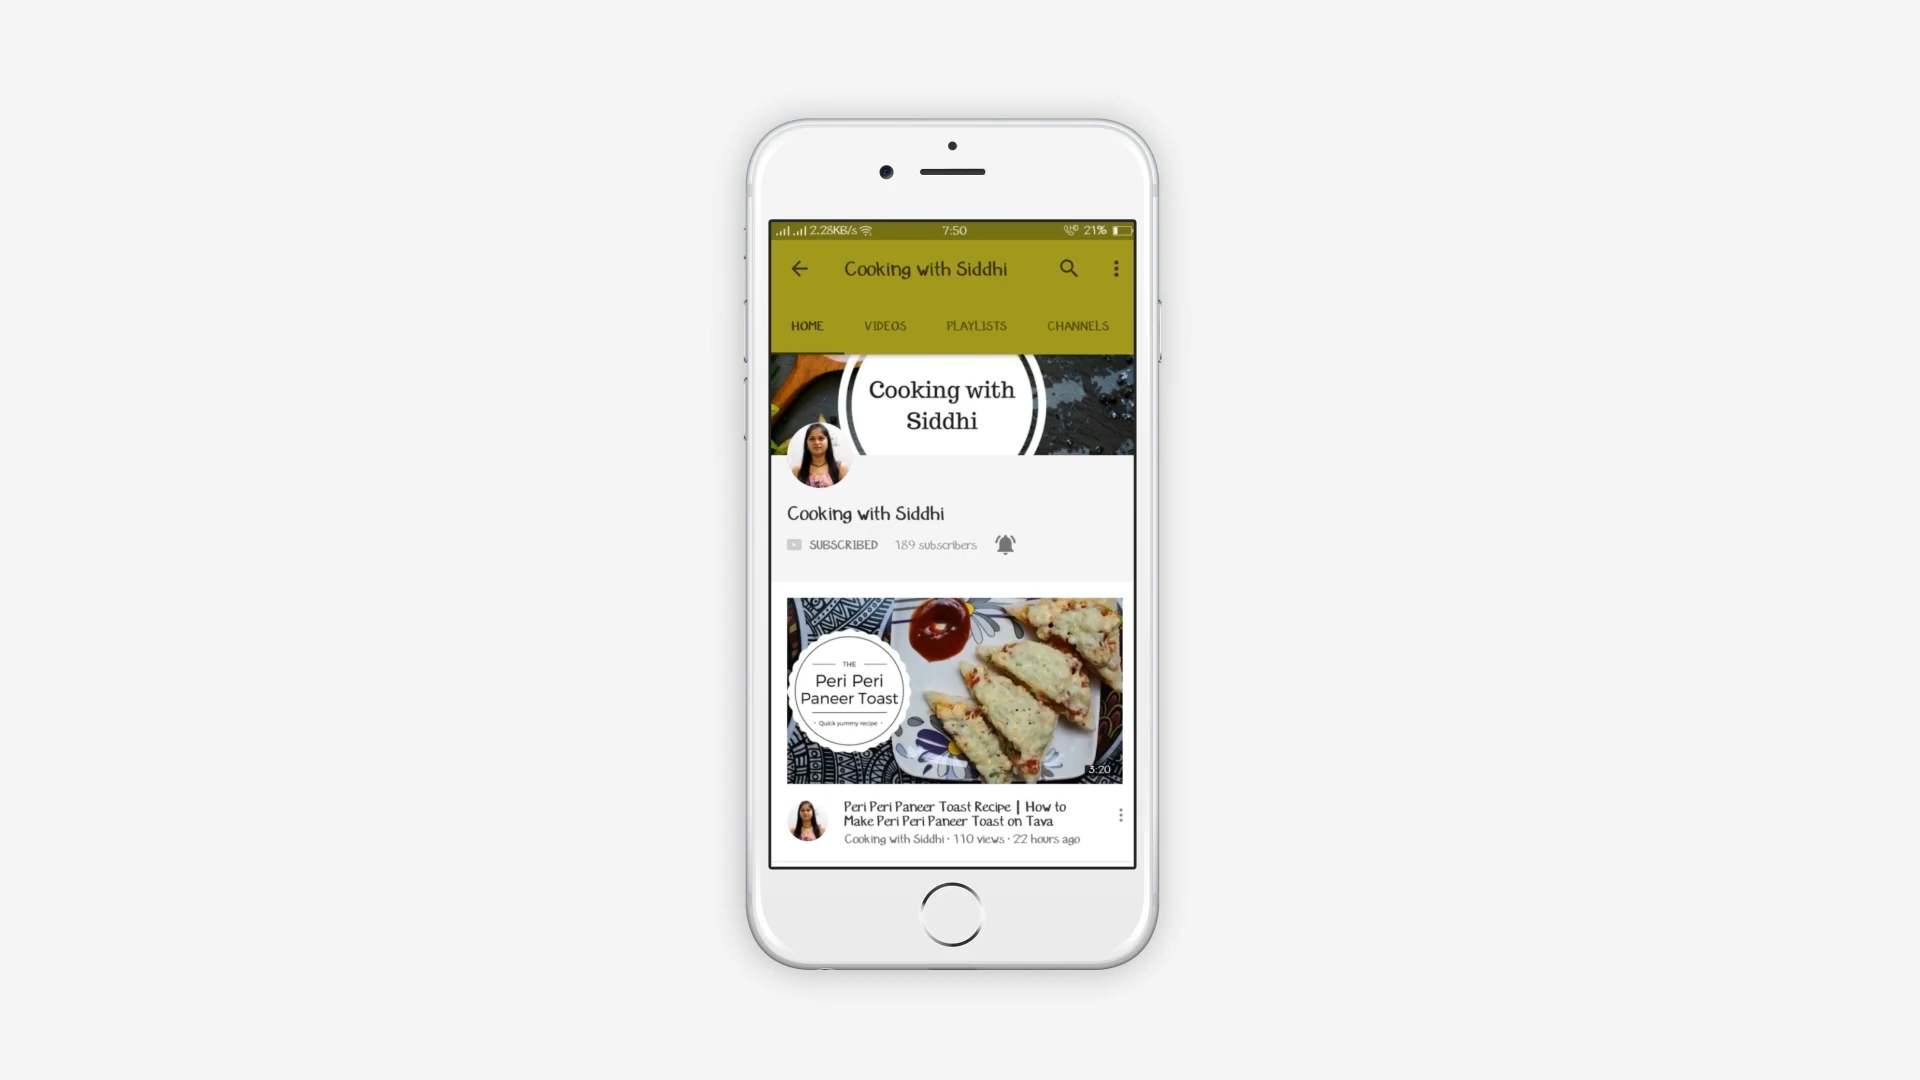 2.28KB/s 7:50 21%
Cooking with Siddhi
HOME VIDEOS PLAYLISTS CHANNELS
Cooking with
Siddhi
Cooking with Siddhi
SUBSCRIBED 189 subscribers
THE
Peri Peri
Paneer Toast
Quick yummy recipe
3:20
Peri Peri Paneer Toast Recipe | How to
Make Peri Peri Paneer Toast on Tava
Cooking with Siddhi · 110 views · 22 hours ago